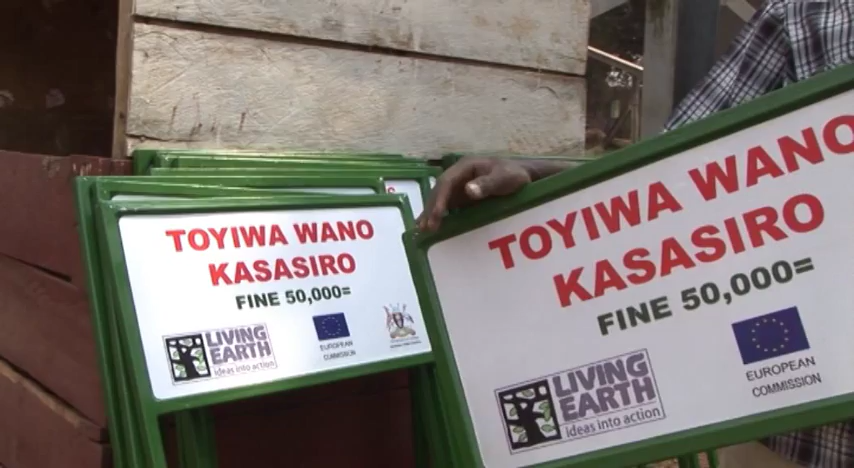 TOYIWA WANO
KASASIRO
FINE 50,000=
LIVING
EARTH
ideas into action
EUROPEAN
COMMISSION
TOYIWA WANO
KASASIRO
FINE 50,000=
LIVING
EARTH
ideas into action
EUROPEAN
COMMISSION